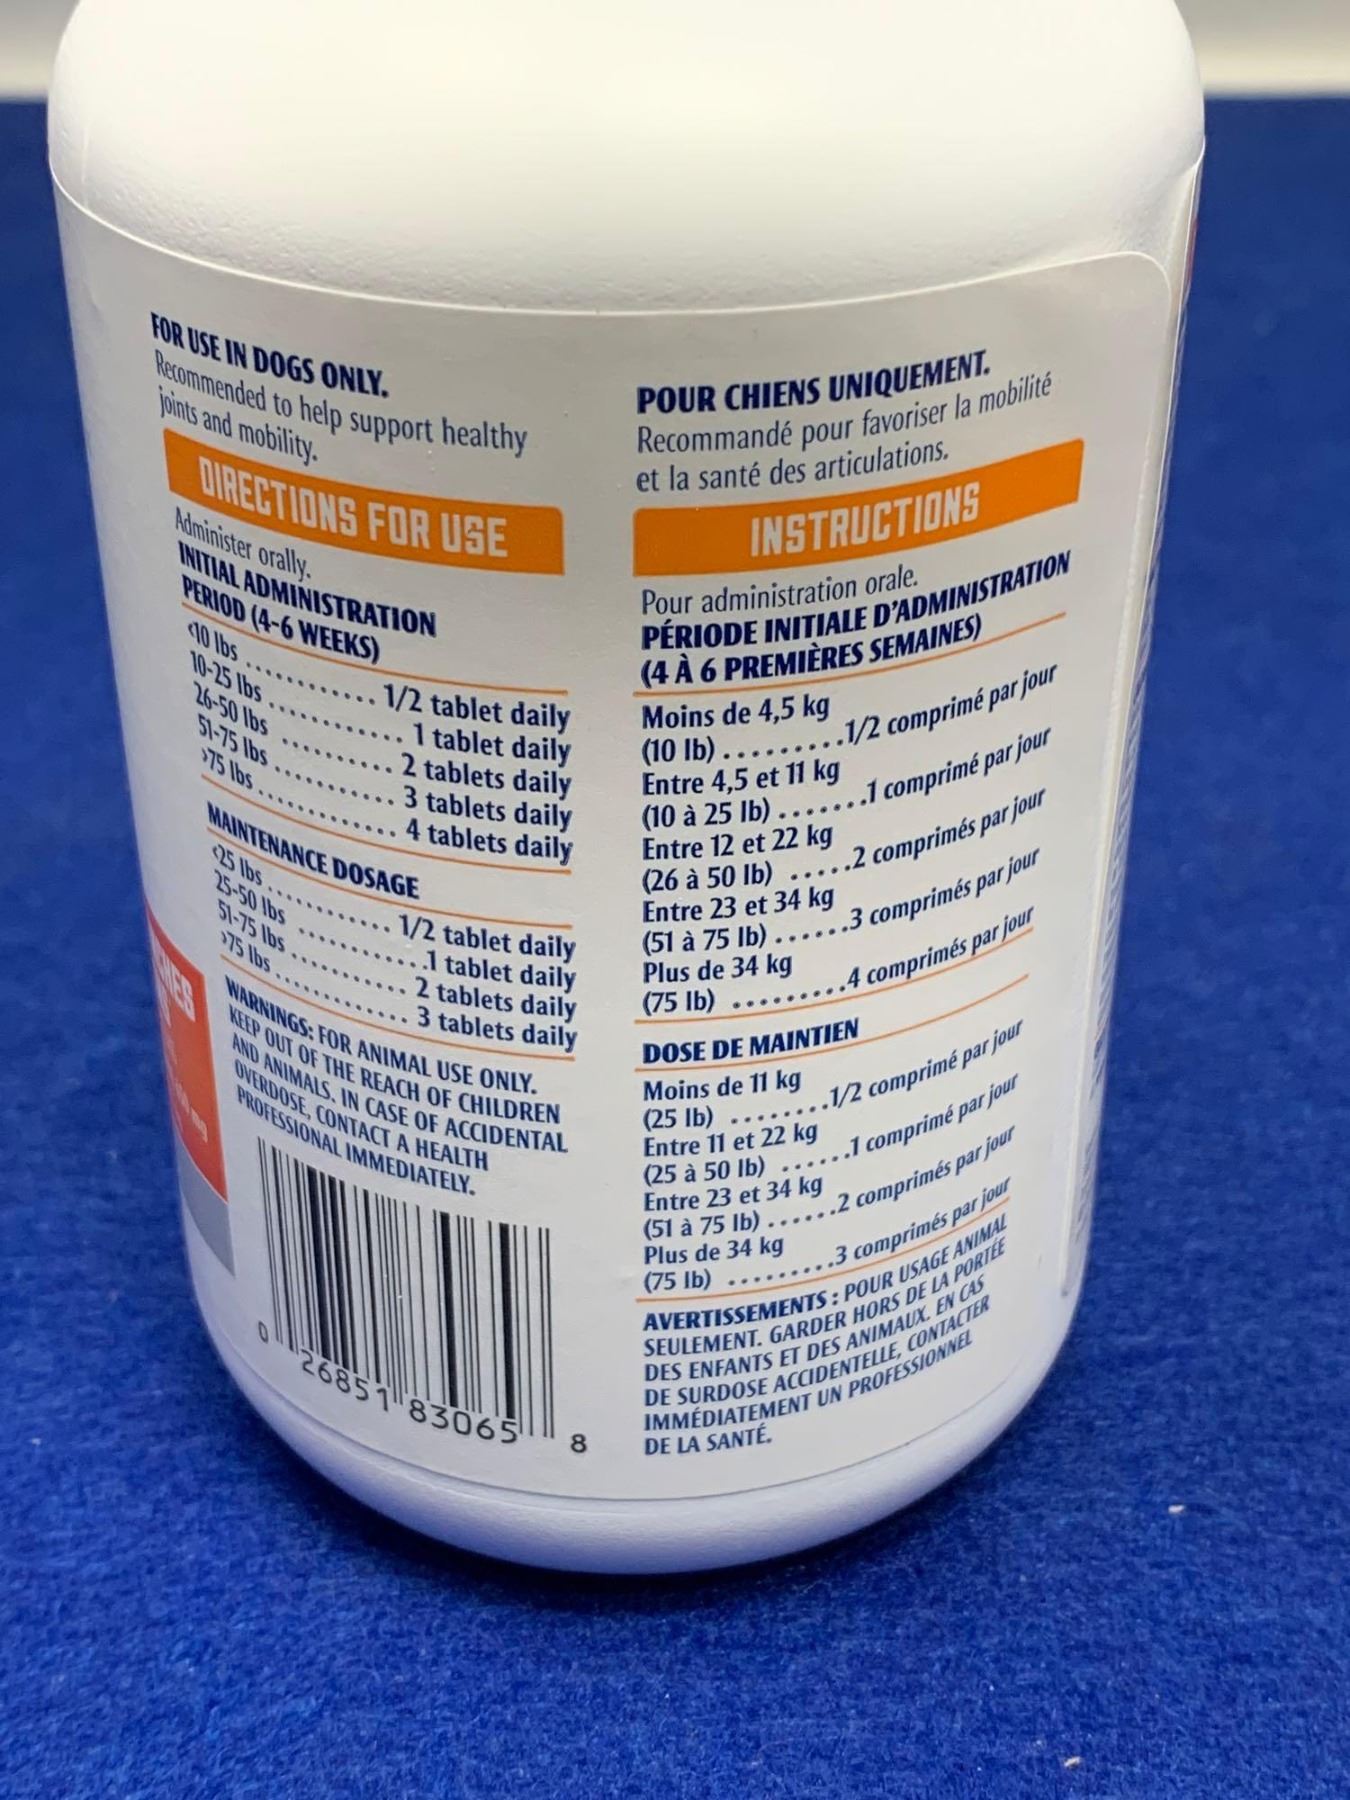 FOR USE IN DOGS ONLY.
Recommended to help support healthy
joints and mobility.
DIRECTIONS FOR USE
Administer orally.
INITIAL ADMINISTRATION
PERIOD (4-6 WEEKS)
<10 lbs ............ 1/2 tablet daily
10-25 lbs ............ 1 tablet daily
26-50 lbs .......... 2 tablets daily
51-75 lbs ........... 3 tablets daily
>75 lbs ............. 4 tablets daily
MAINTENANCE DOSAGE
<25 lbs ............ 1/2 tablet daily
25-50 lbs ............ 1 tablet daily
51-75 lbs ........... 2 tablets daily
>75 lbs ............. 3 tablets daily
WARNINGS: FOR ANIMAL USE ONLY.
KEEP OUT OF THE REACH OF CHILDREN
AND ANIMALS. IN CASE OF ACCIDENTAL
OVERDOSE, CONTACT A HEALTH
PROFESSIONAL IMMEDIATELY.
0 26851 83065 8
POUR CHIENS UNIQUEMENT.
Recommandé pour favoriser la mobilité
et la santé des articulations.
INSTRUCTIONS
Pour administration orale.
PÉRIODE INITIALE D'ADMINISTRATION
(4 À 6 PREMIÈRES SEMAINES)
Moins de 4,5 kg
(10 lb) .........1/2 comprimé par jour
Entre 4,5 et 11 kg
(10 à 25 lb) .......1 comprimé par jour
Entre 12 et 22 kg
(26 à 50 lb) .....2 comprimés par jour
Entre 23 et 34 kg
(51 à 75 lb) ......3 comprimés par jour
Plus de 34 kg
(75 lb) .........4 comprimés par jour
DOSE DE MAINTIEN
Moins de 11 kg
(25 lb) ........1/2 comprimé par jour
Entre 11 et 22 kg
(25 à 50 lb) ......1 comprimé par jour
Entre 23 et 34 kg
(51 à 75 lb) ......2 comprimés par jour
Plus de 34 kg
(75 lb) .........3 comprimés par jour
AVERTISSEMENTS : POUR USAGE ANIMAL
SEULEMENT. GARDER HORS DE LA PORTÉE
DES ENFANTS ET DES ANIMAUX. EN CAS
DE SURDOSE ACCIDENTELLE, CONTACTER
IMMÉDIATEMENT UN PROFESSIONNEL
DE LA SANTÉ.